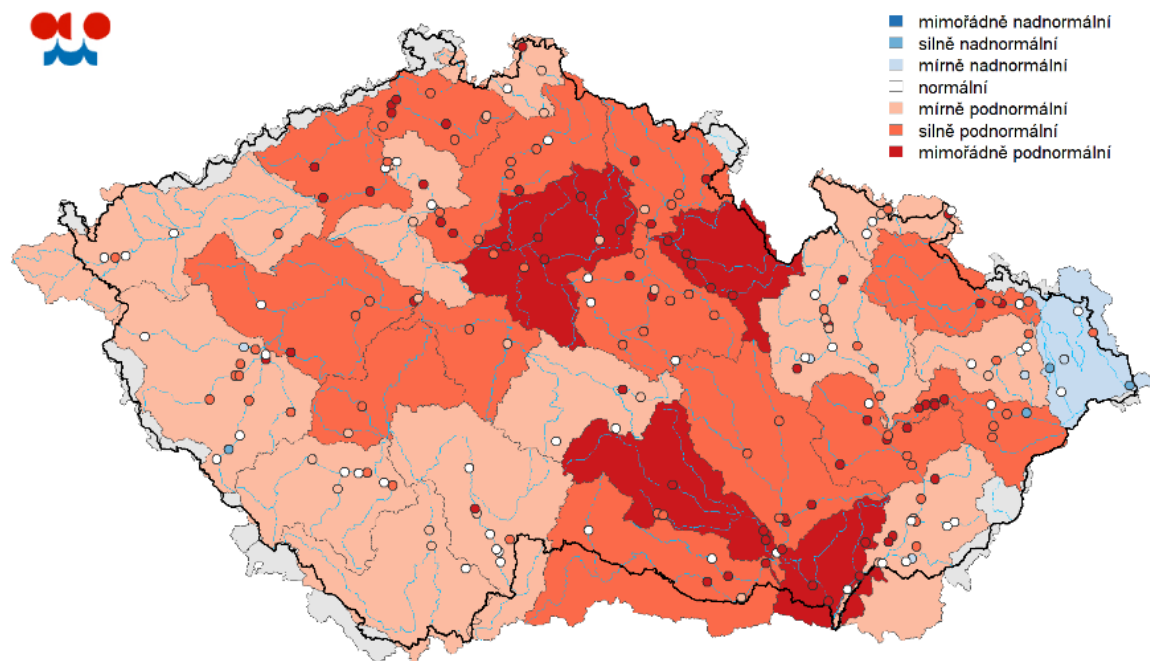 mimořádně nadnormální
silně nadnormální
mírně nadnormální
normální
mírně podnormální
silně podnormální
mimořádně podnormální